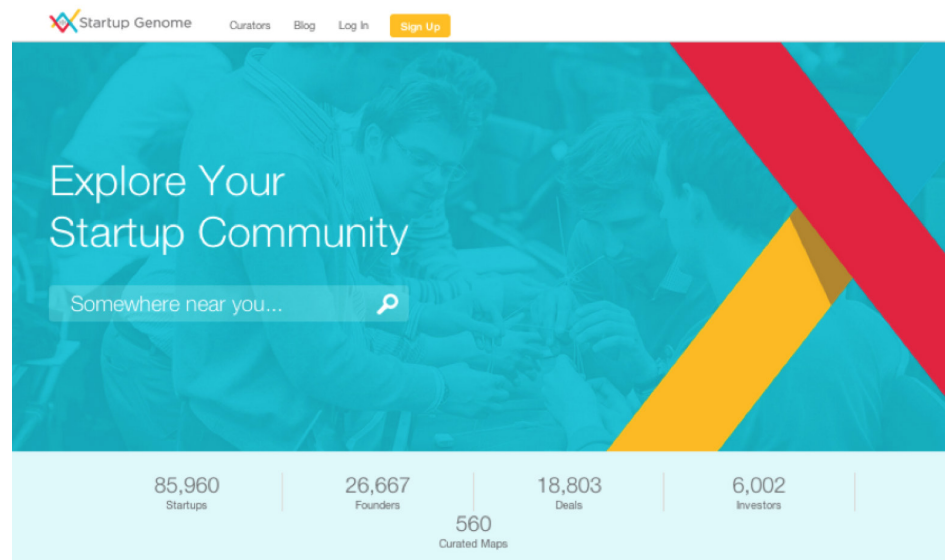 Startup Genome Curators Blog Log In Sign Up
Explore Your
Startup Community
Somewhere near you...
85,960 26,667 18,803 6,002
Startups Founders Deals Investors
560
Curated Maps